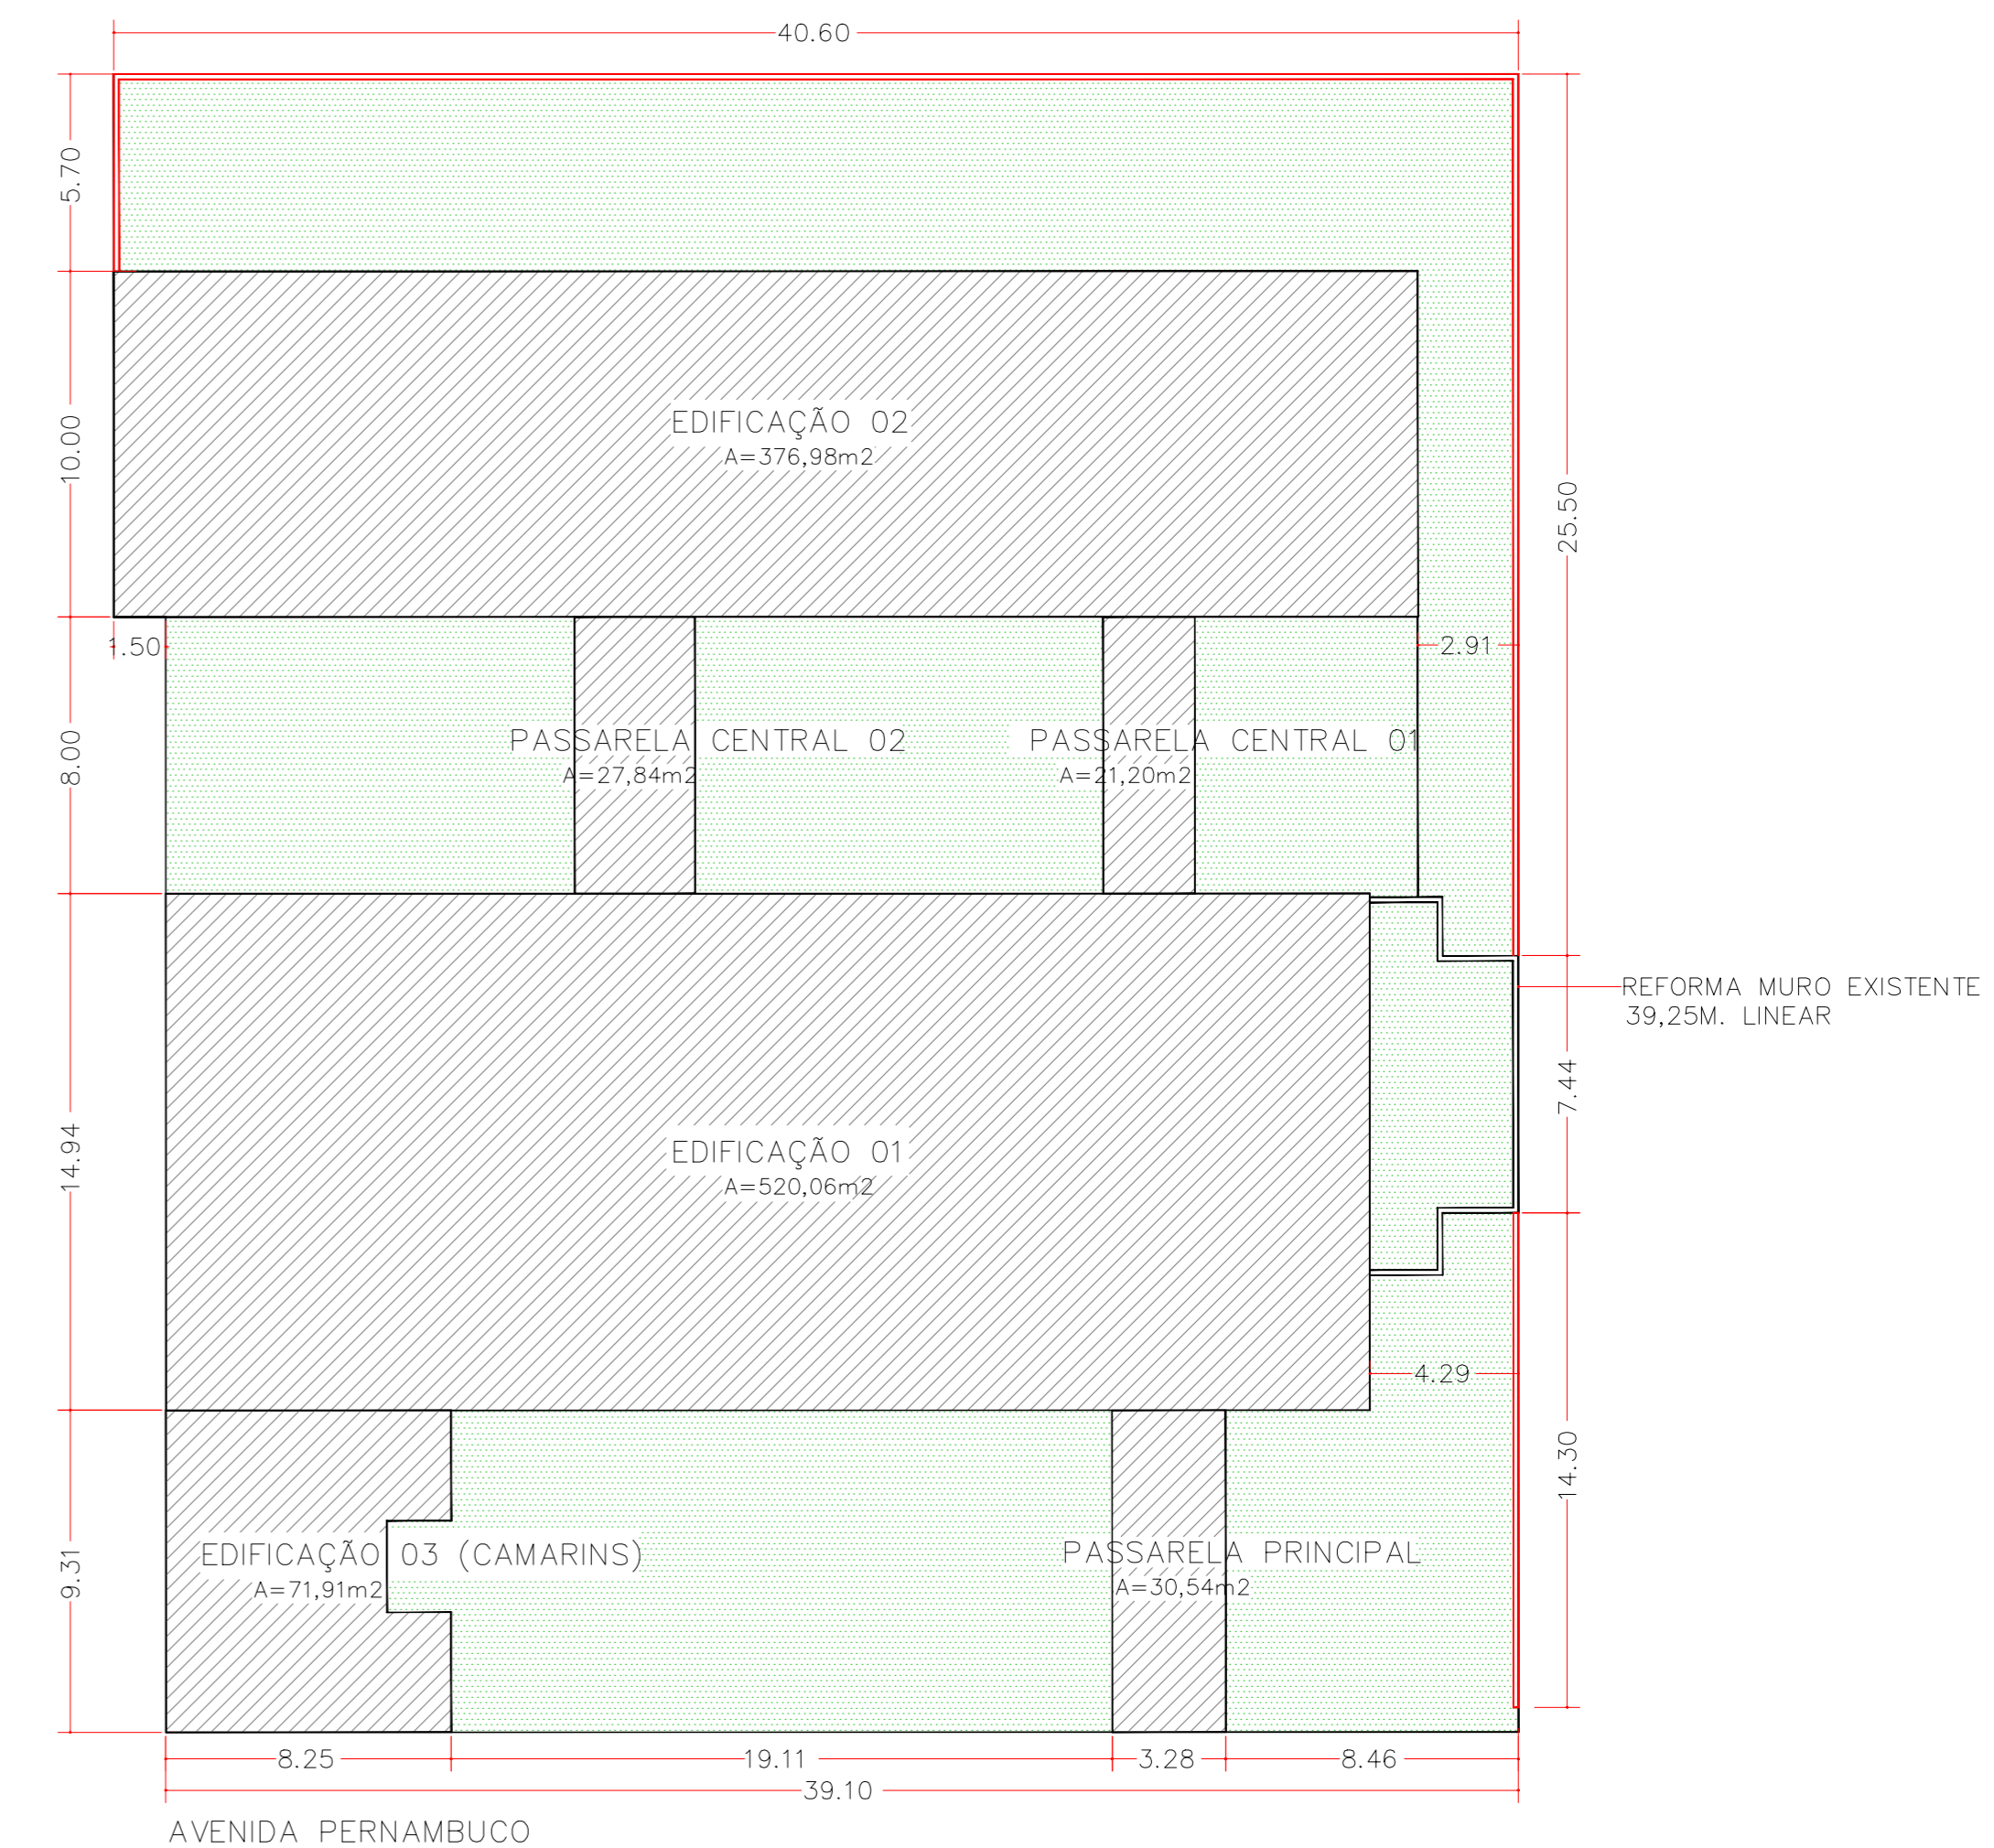 40.60
5.70
10.00
25.50
EDIFICAÇÃO 02
A=376,98m2
1.50
2.91
8.00
PASSARELA CENTRAL 02
A=27,84m2
PASSARELA CENTRAL 01
A=21,20m2
REFORMA MURO EXISTENTE
39,25M. LINEAR
7.44
14.94
EDIFICAÇÃO 01
A=520,06m2
4.29
14.30
9.31
EDIFICAÇÃO 03 (CAMARINS)
A=71,91m2
PASSARELA PRINCIPAL
A=30,54m2
8.25
19.11
3.28
8.46
39.10
AVENIDA PERNAMBUCO